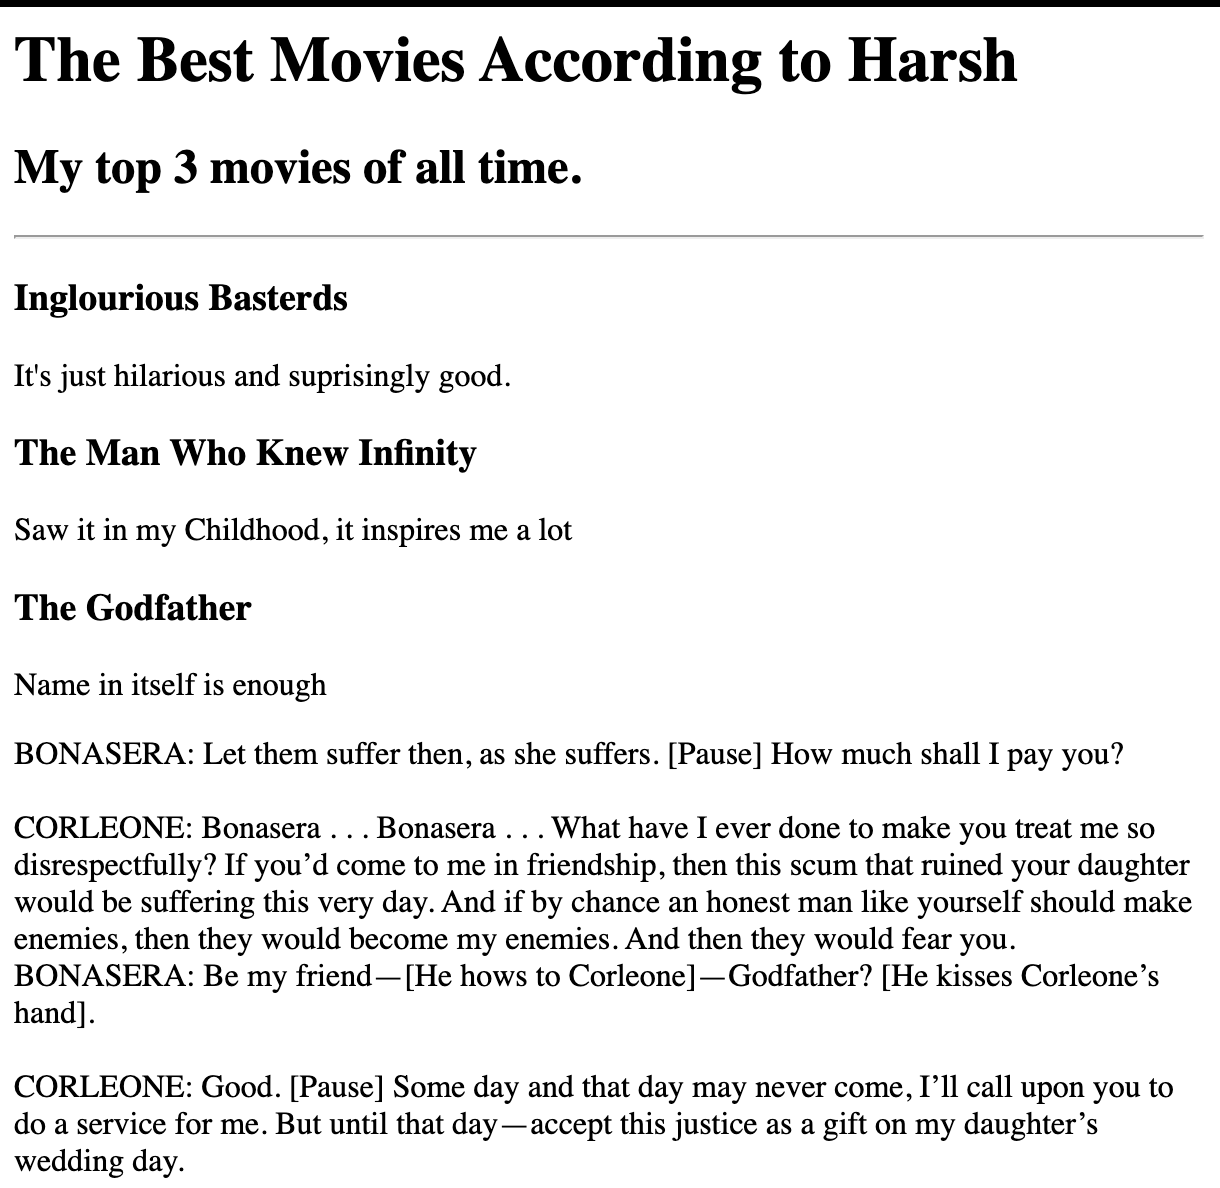 The Best Movies According to Harsh
My top 3 movies of all time.
Inglourious Basterds
It's just hilarious and suprisingly good.
The Man Who Knew Infinity
Saw it in my Childhood, it inspires me a lot
The Godfather
Name in itself is enough
BONASERA: Let them suffer then, as she suffers. [Pause] How much shall I pay you?
CORLEONE: Bonasera . . . Bonasera . . . What have I ever done to make you treat me so
disrespectfully? If you’d come to me in friendship, then this scum that ruined your daughter
would be suffering this very day. And if by chance an honest man like yourself should make
enemies, then they would become my enemies. And then they would fear you.
BONASERA: Be my friend—[He hows to Corleone]—Godfather? [He kisses Corleone’s
hand].
CORLEONE: Good. [Pause] Some day and that day may never come, I’ll call upon you to
do a service for me. But until that day—accept this justice as a gift on my daughter’s
wedding day.